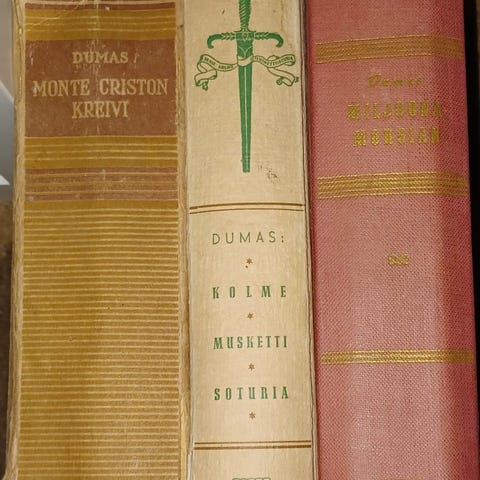 DUMAS
MONTE CRISTON
KREIVI
DUMAS:
KOLME
MUSKETTI
SOTURIA
Dumas
MILJOONA
MORSIAN